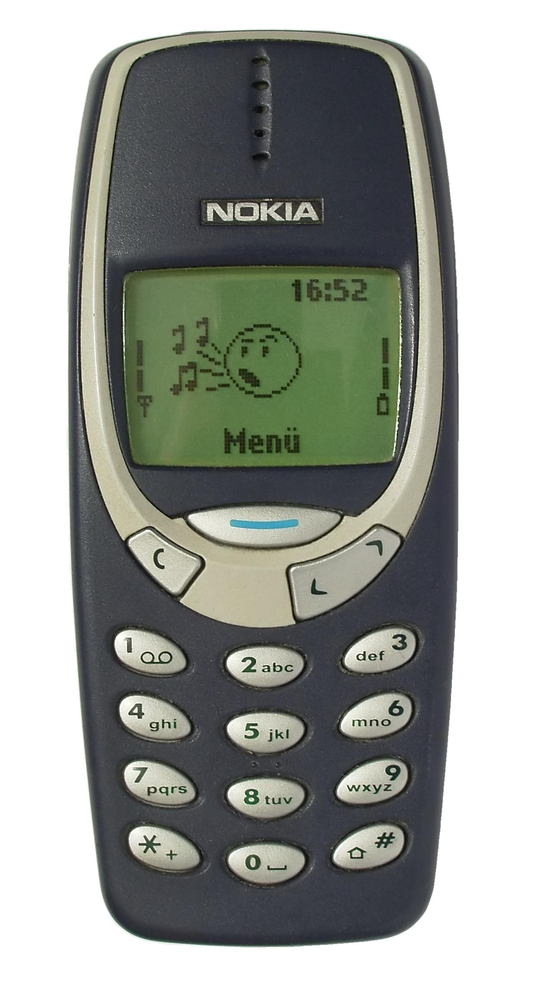 NOKIA
16:52
Menü
C
1
2 abc
def 3
4 ghi
5 jkl
mno 6
7 pqrs
8 tuv
wxyz 9
* +
0
#